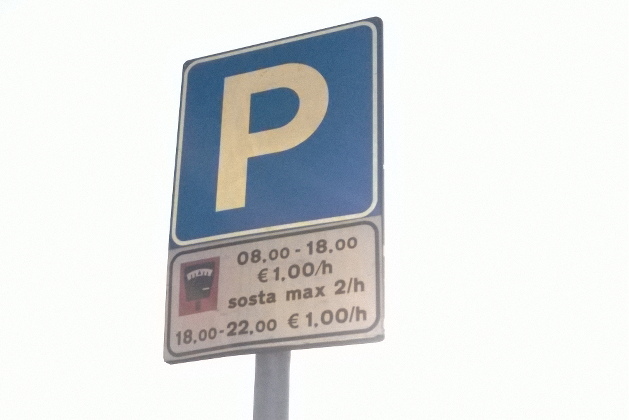 P
08.00 - 18.00
€ 1,00/h
sosta max 2/h
18.00-22.00 € 1,00/h